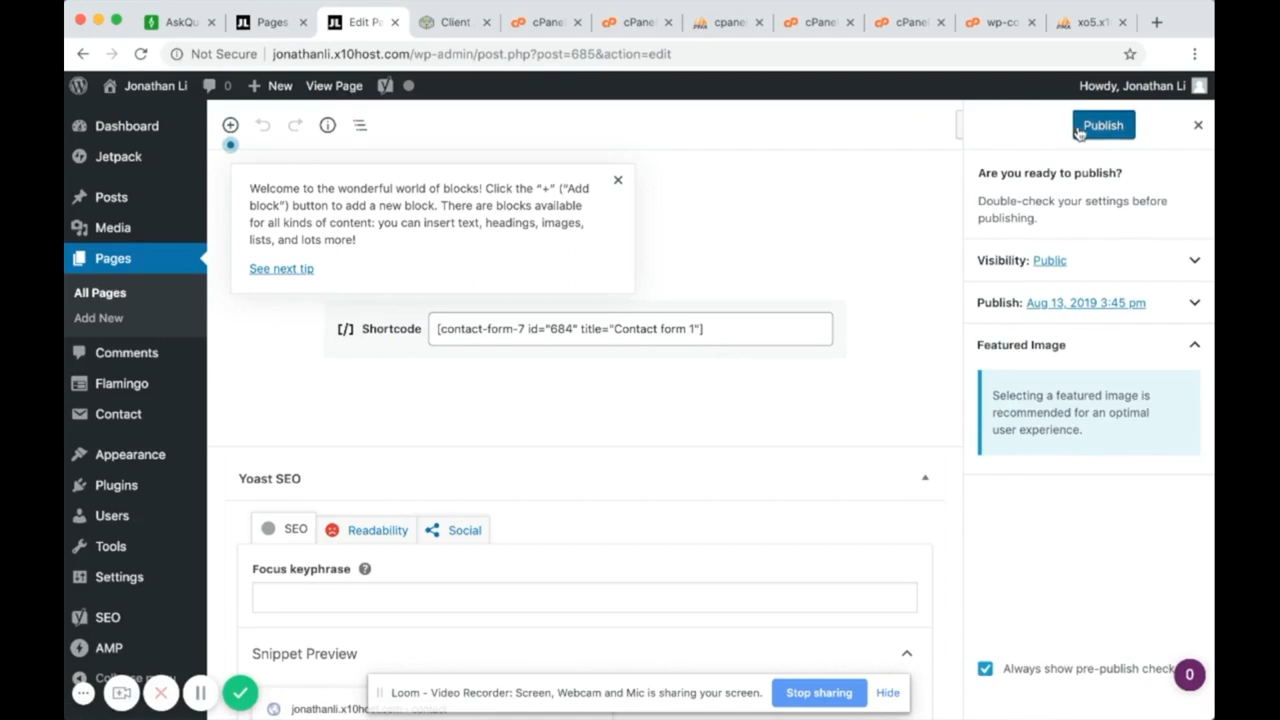 AskQu
Pages
Edit Pa
Client
cPane
cPane
cpane
cPane
cPane
wp-co
xo5.x1
Not Secure
jonathanli.x10host.com/wp-admin/post.php?post=685&action=edit
Jonathan Li
0
New
View Page
Howdy, Jonathan Li
Dashboard
Jetpack
Posts
Media
Pages
All Pages
Add New
Comments
Flamingo
Contact
Appearance
Plugins
Users
Tools
Settings
SEO
AMP
Welcome to the wonderful world of blocks! Click the “+” (“Add
block”) button to add a new block. There are blocks available
for all kinds of content: you can insert text, headings, images,
lists, and lots more!
See next tip
[/] Shortcode
[contact-form-7 id="684" title="Contact form 1"]
Yoast SEO
SEO
Readability
Social
Focus keyphrase
Snippet Preview
jonathanli.x10host.com
Publish
Are you ready to publish?
Double-check your settings before
publishing.
Visibility: Public
Publish: Aug 13, 2019 3:45 pm
Featured Image
Selecting a featured image is
recommended for an optimal
user experience.
Always show pre-publish check
0
Loom - Video Recorder: Screen, Webcam and Mic is sharing your screen.
Stop sharing
Hide